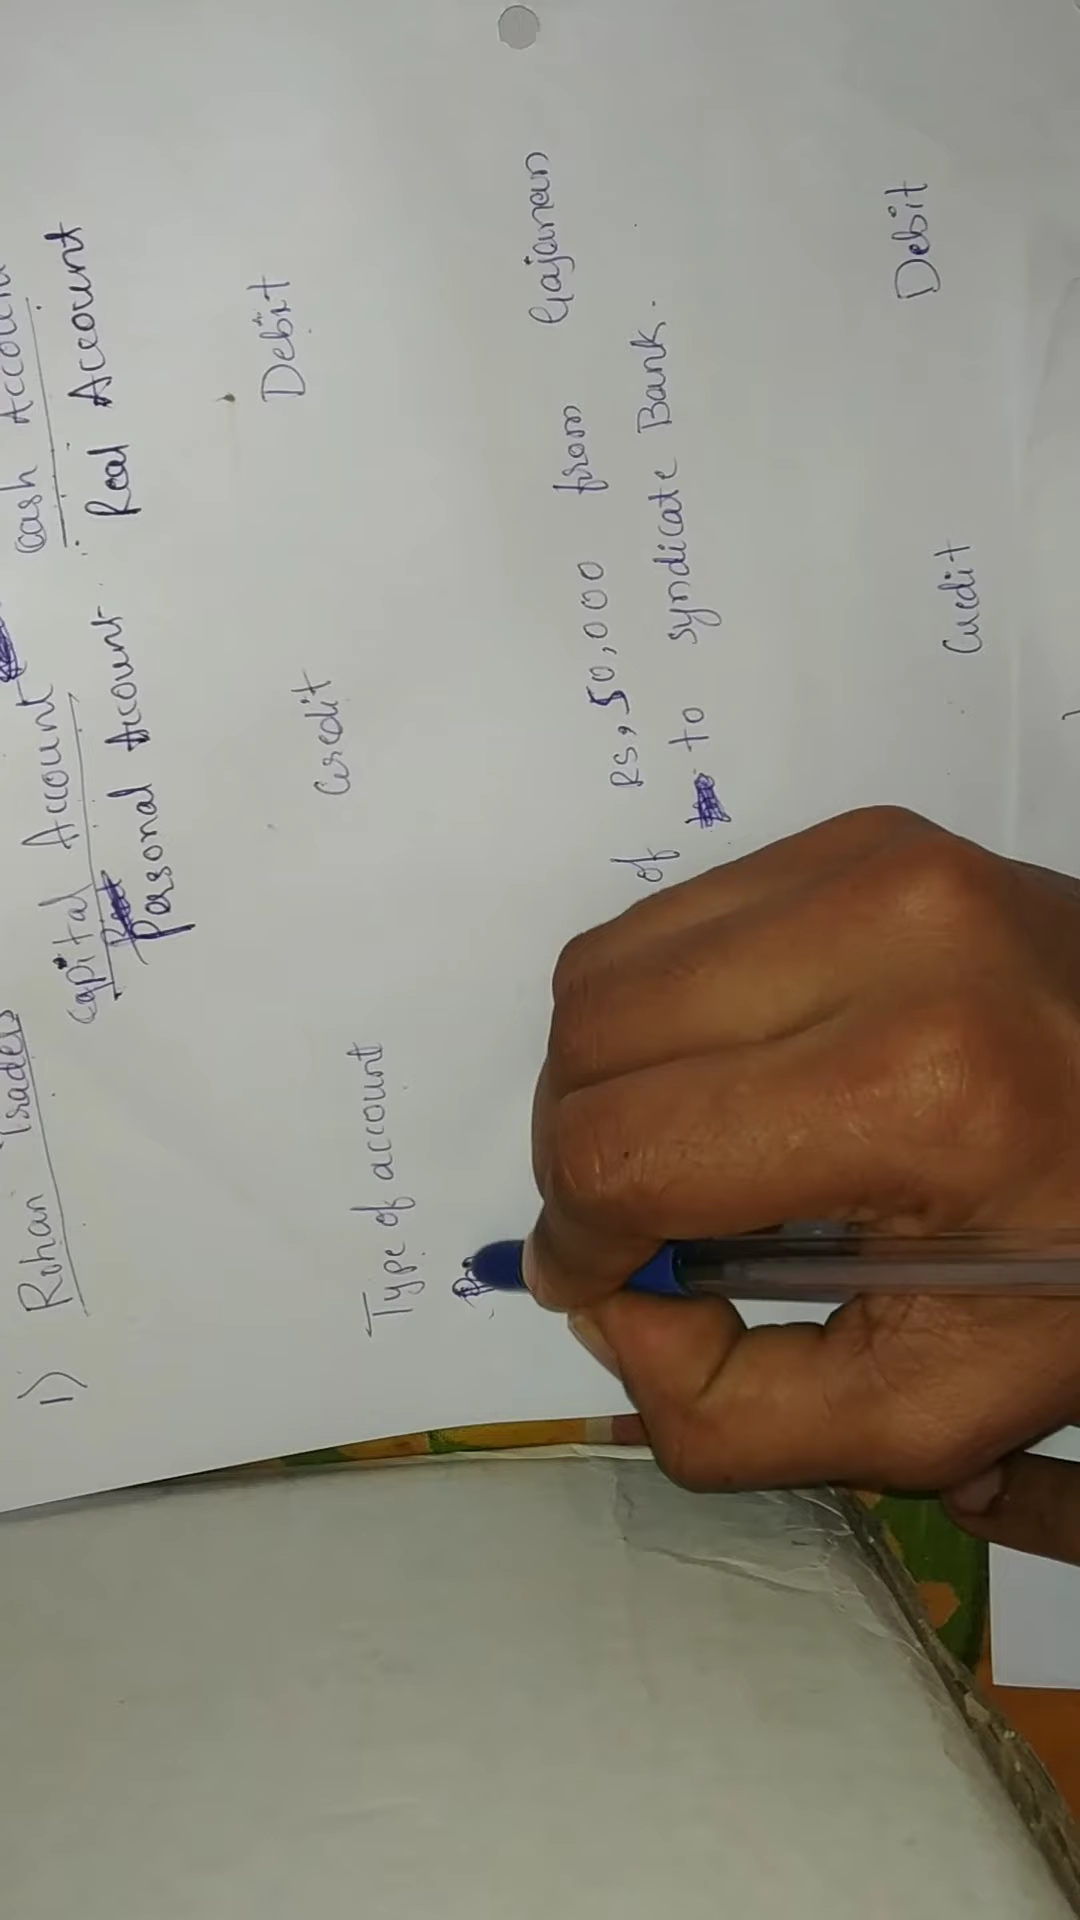 1) Rohan Traders
Capital Account Cash Account
Personal Account Real Account
Credit Debit
Type of account
of Rs, 50,000 from Gajanan
to syndicate Bank.
Credit Debit